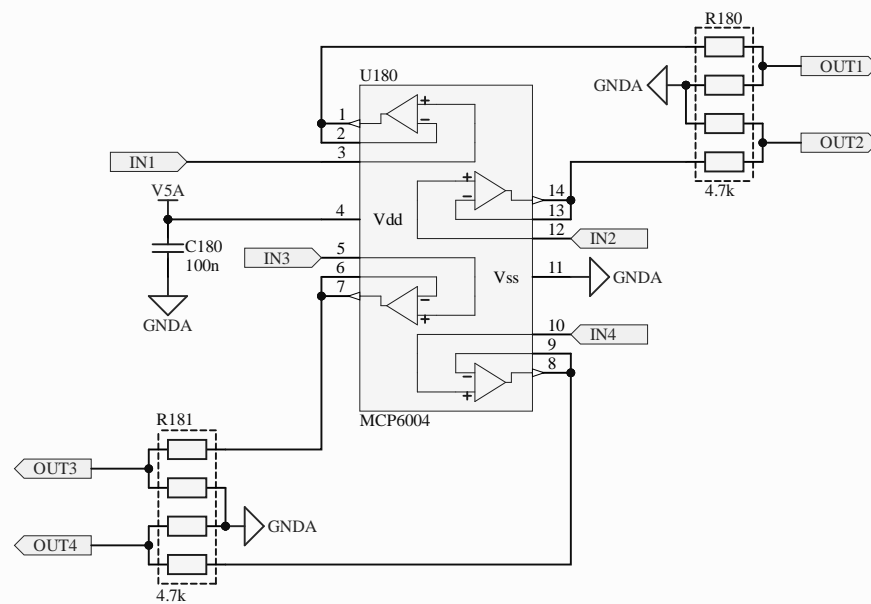 R180
OUT1
GNDA
OUT2
4.7k
U180
1
2
3
IN1
+
−
14
13
12
+
−
IN2
V5A
4
Vdd
C180
100n
GNDA
IN3
5
6
7
−
+
Vss
11
GNDA
10
9
8
IN4
−
+
MCP6004
R181
OUT3
GNDA
OUT4
4.7k